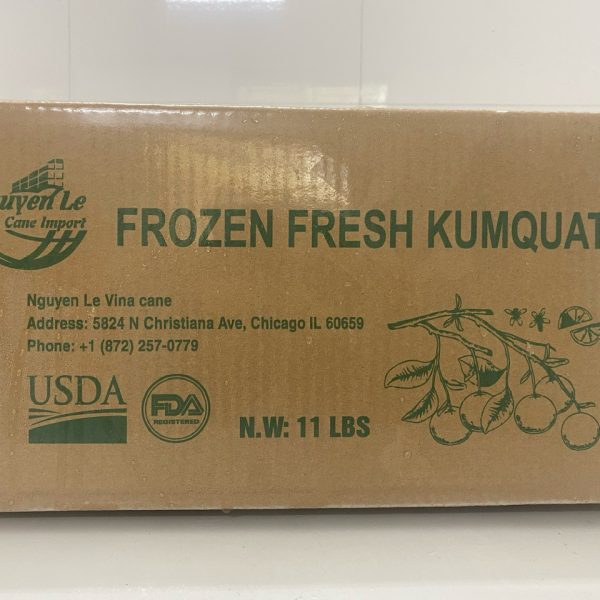 uyen Le
Cane Import
FROZEN FRESH KUMQUAT
Nguyen Le Vina cane
Address: 5824 N Christiana Ave, Chicago IL 60659
Phone: +1 (872) 257-0779
USDA
FDA
REGISTERED
N.W: 11 LBS